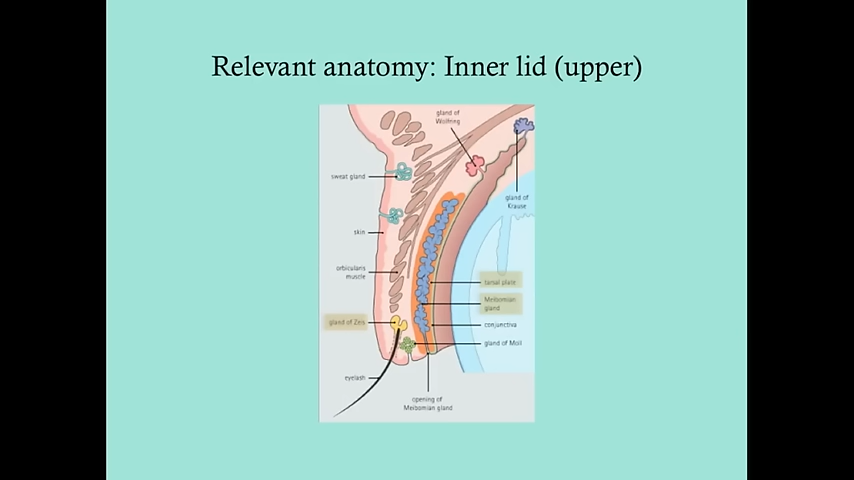 Relevant anatomy: Inner lid (upper)
gland of
Wolfring
sweat gland
gland of
Krause
skin
orbicularis
muscle
tarsal plate
Meibomian
gland
gland of Zeis
conjunctiva
gland of Moll
eyelash
opening of
Meibomian gland